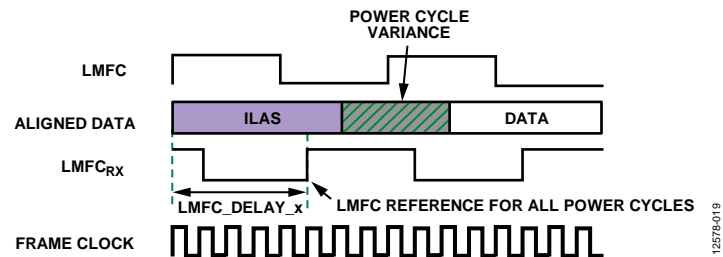 POWER CYCLE
VARIANCE
LMFC
ALIGNED DATA
ILAS
DATA
LMFCRX
LMFC_DELAY_x
LMFC REFERENCE FOR ALL POWER CYCLES
FRAME CLOCK
12578-019